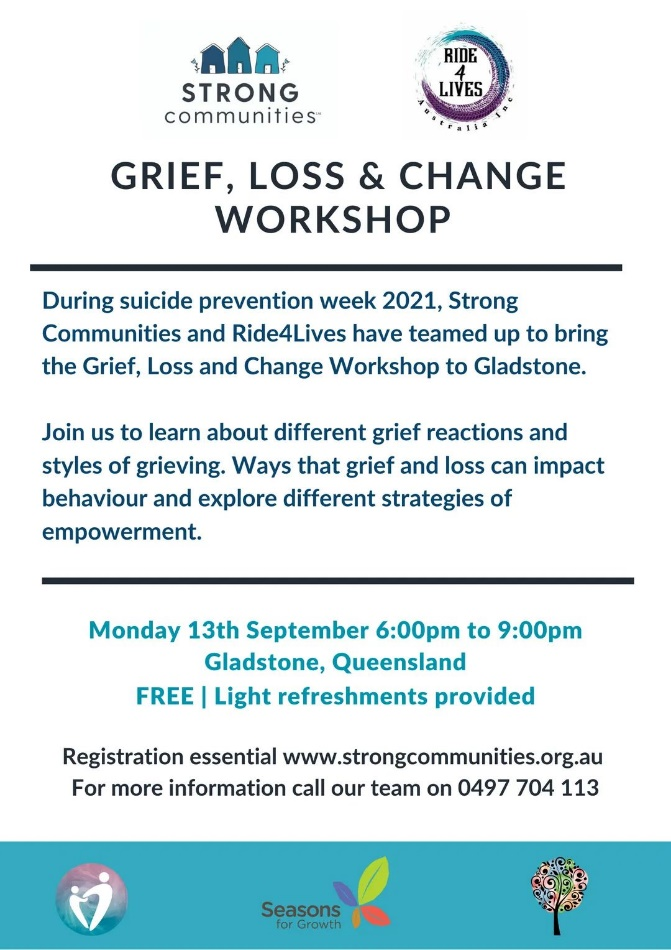 STRONG
communities™
RIDE
4
LIVES
Australia Inc
GRIEF, LOSS & CHANGE
WORKSHOP
During suicide prevention week 2021, Strong
Communities and Ride4Lives have teamed up to bring
the Grief, Loss and Change Workshop to Gladstone.
Join us to learn about different grief reactions and
styles of grieving. Ways that grief and loss can impact
behaviour and explore different strategies of
empowerment.
Monday 13th September 6:00pm to 9:00pm
Gladstone, Queensland
FREE | Light refreshments provided
Registration essential www.strongcommunities.org.au
For more information call our team on 0497 704 113
Seasons
for Growth